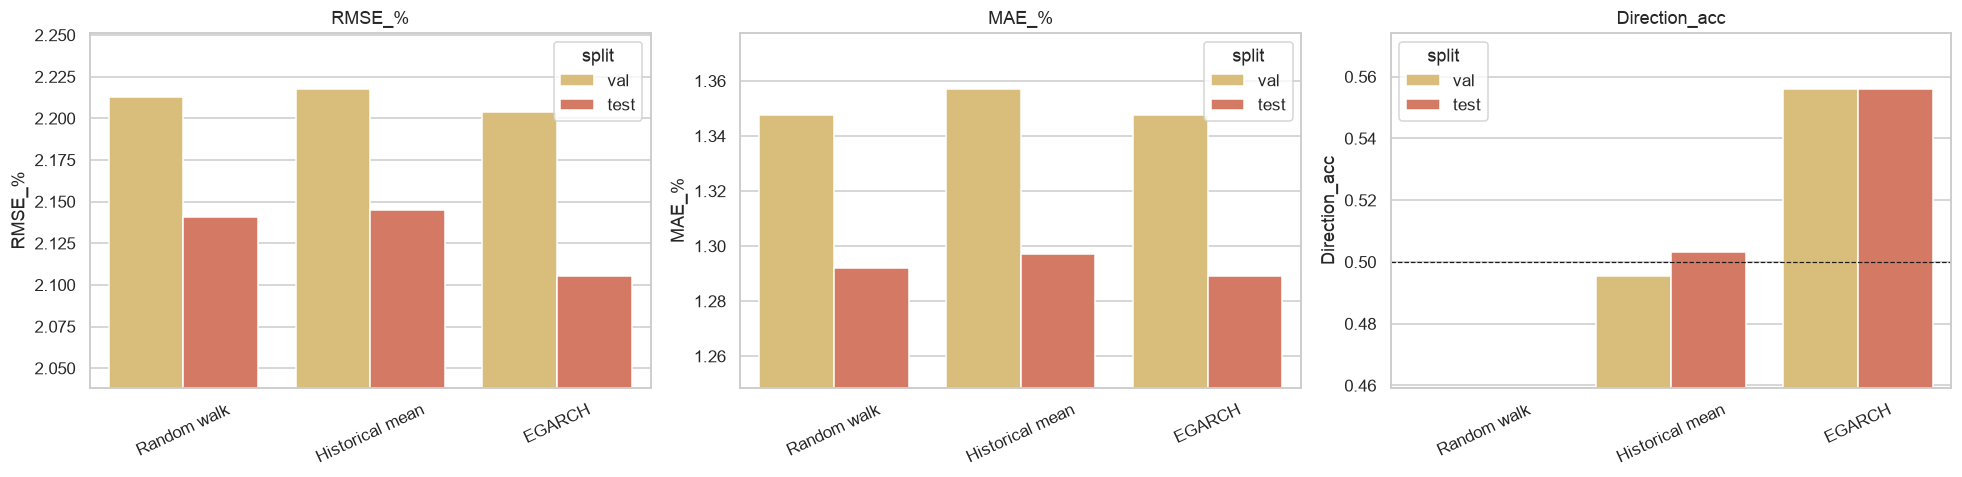 RMSE_%
2.250
2.225
2.200
2.175
2.150
2.125
2.100
2.075
2.050
RMSE_%
split
val
test
Random walk
Historical mean
EGARCH
MAE_%
1.36
1.34
1.32
1.30
1.28
1.26
MAE_%
split
val
test
Random walk
Historical mean
EGARCH
Direction_acc
0.56
0.54
0.52
0.50
0.48
0.46
Direction_acc
split
val
test
Random walk
Historical mean
EGARCH